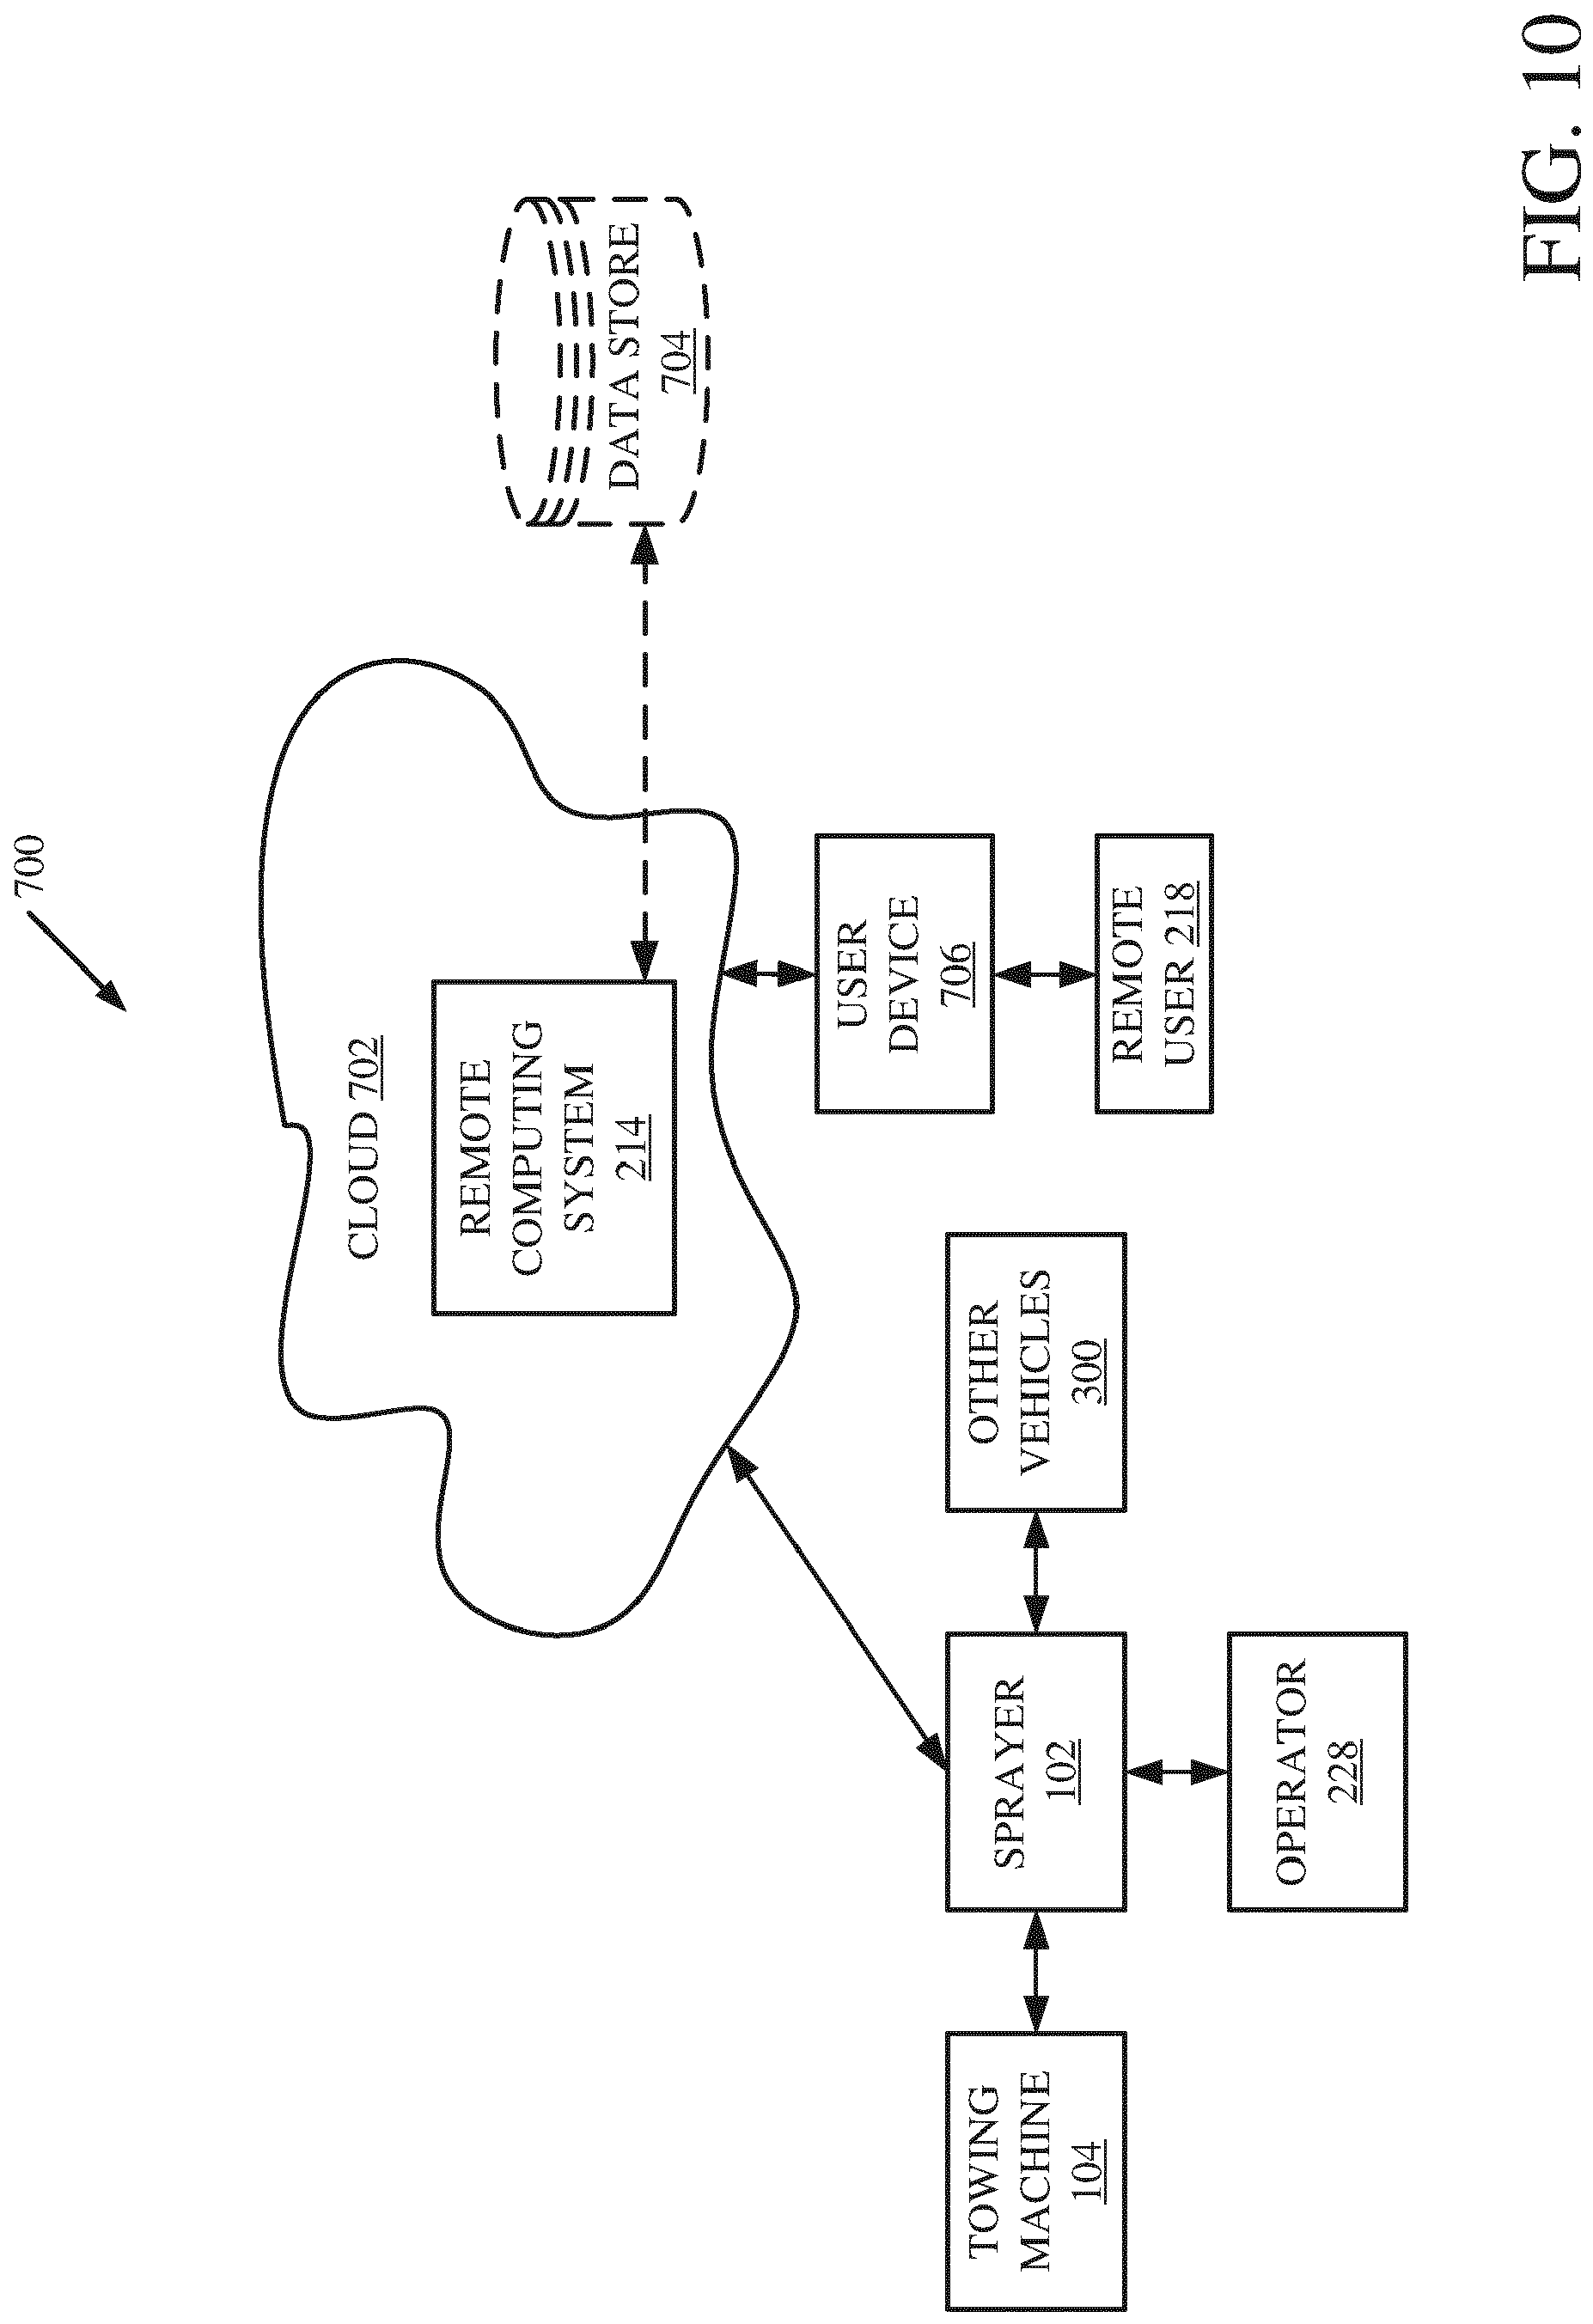 700
CLOUD 702
REMOTE
COMPUTING
SYSTEM
214
DATA STORE
704
USER
DEVICE
706
REMOTE
USER 218
TOWING
MACHINE
104
SPRAYER
102
OTHER
VEHICLES
300
OPERATOR
228
FIG. 10